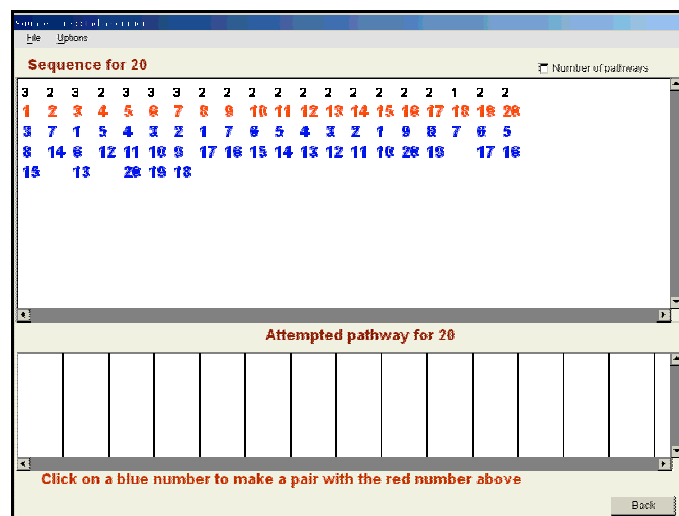 File Options
Sequence for 20
Number of pathways
3 2 3 2 3 3 3 2 2 2 2 2 2 2 2 2 2 1 2 2
1 2 3 4 5 6 7 8 9 10 11 12 13 14 15 16 17 18 19 20
3 7 1 5 4 3 2 1 7 6 5 4 3 2 1 9 8 7 6 5
8 14 6 12 11 10 9 17 16 15 14 13 12 11 10 20 19 17 16
15 13 20 19 18
Attempted pathway for 20
Click on a blue number to make a pair with the red number above
Back